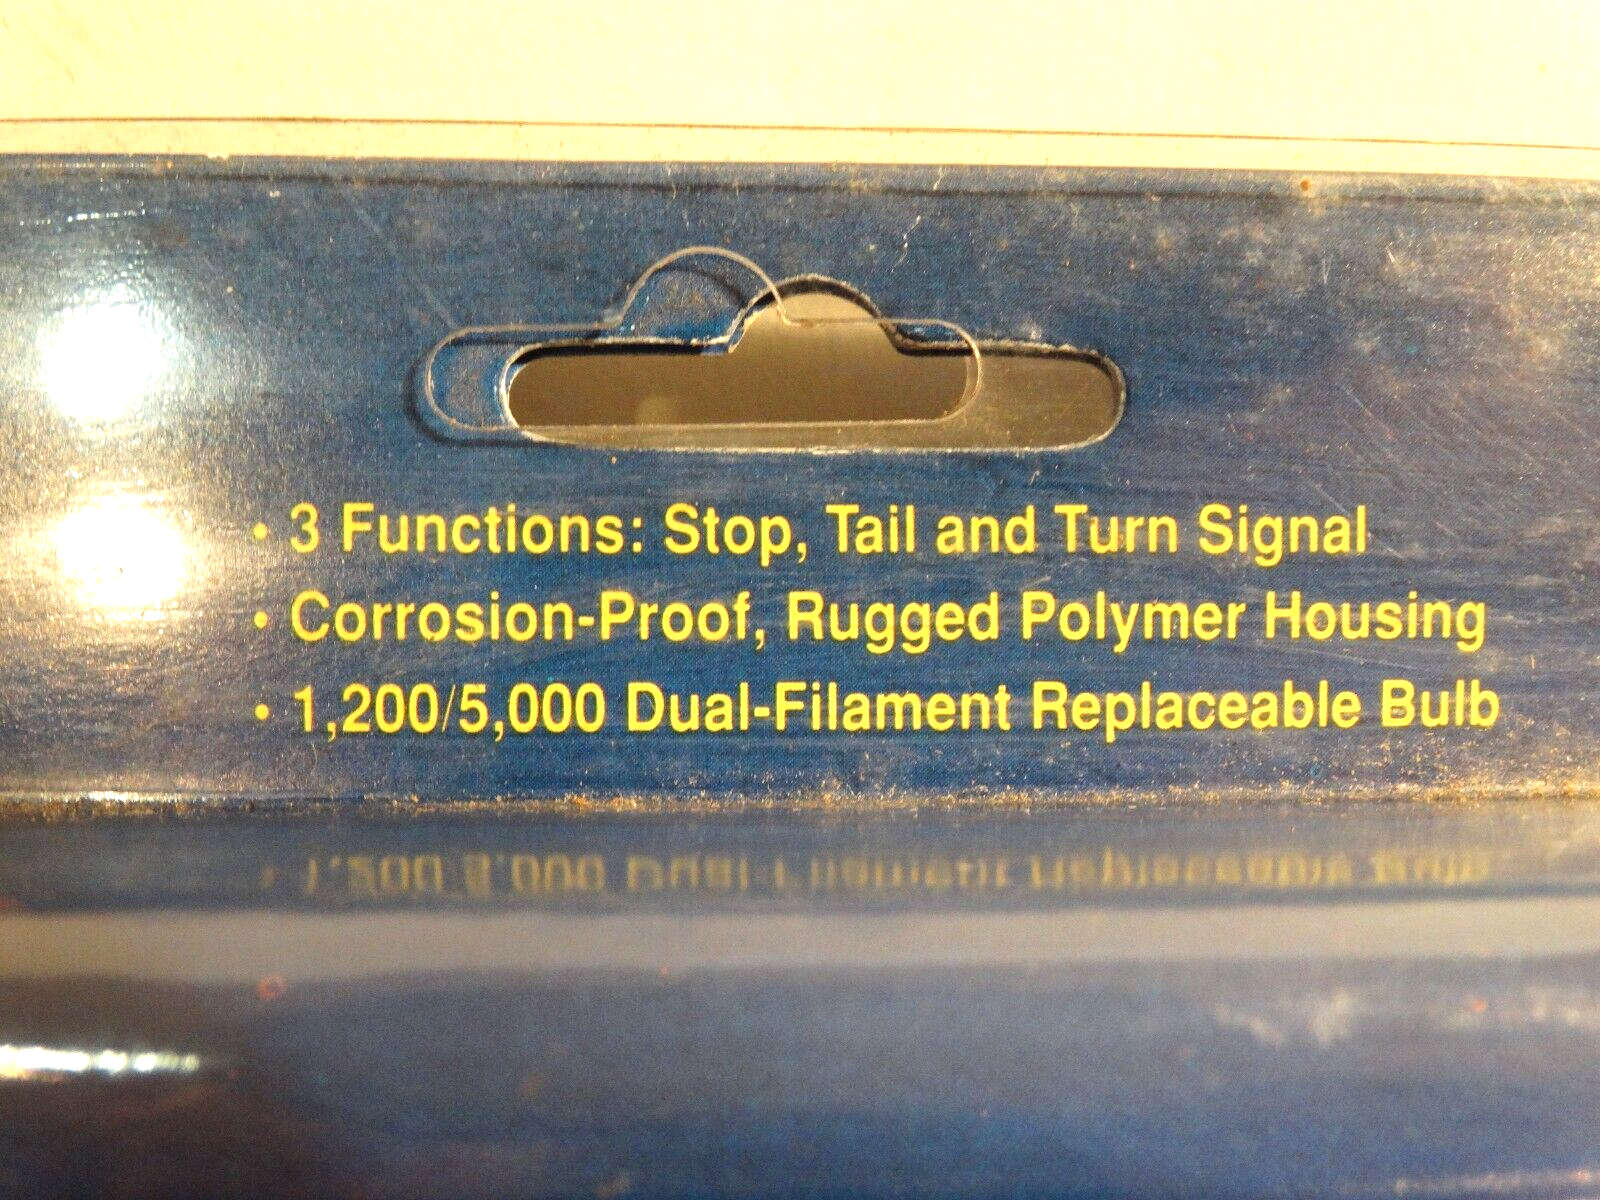 • 3 Functions: Stop, Tail and Turn Signal
• Corrosion-Proof, Rugged Polymer Housing
• 1,200/5,000 Dual-Filament Replaceable Bulb